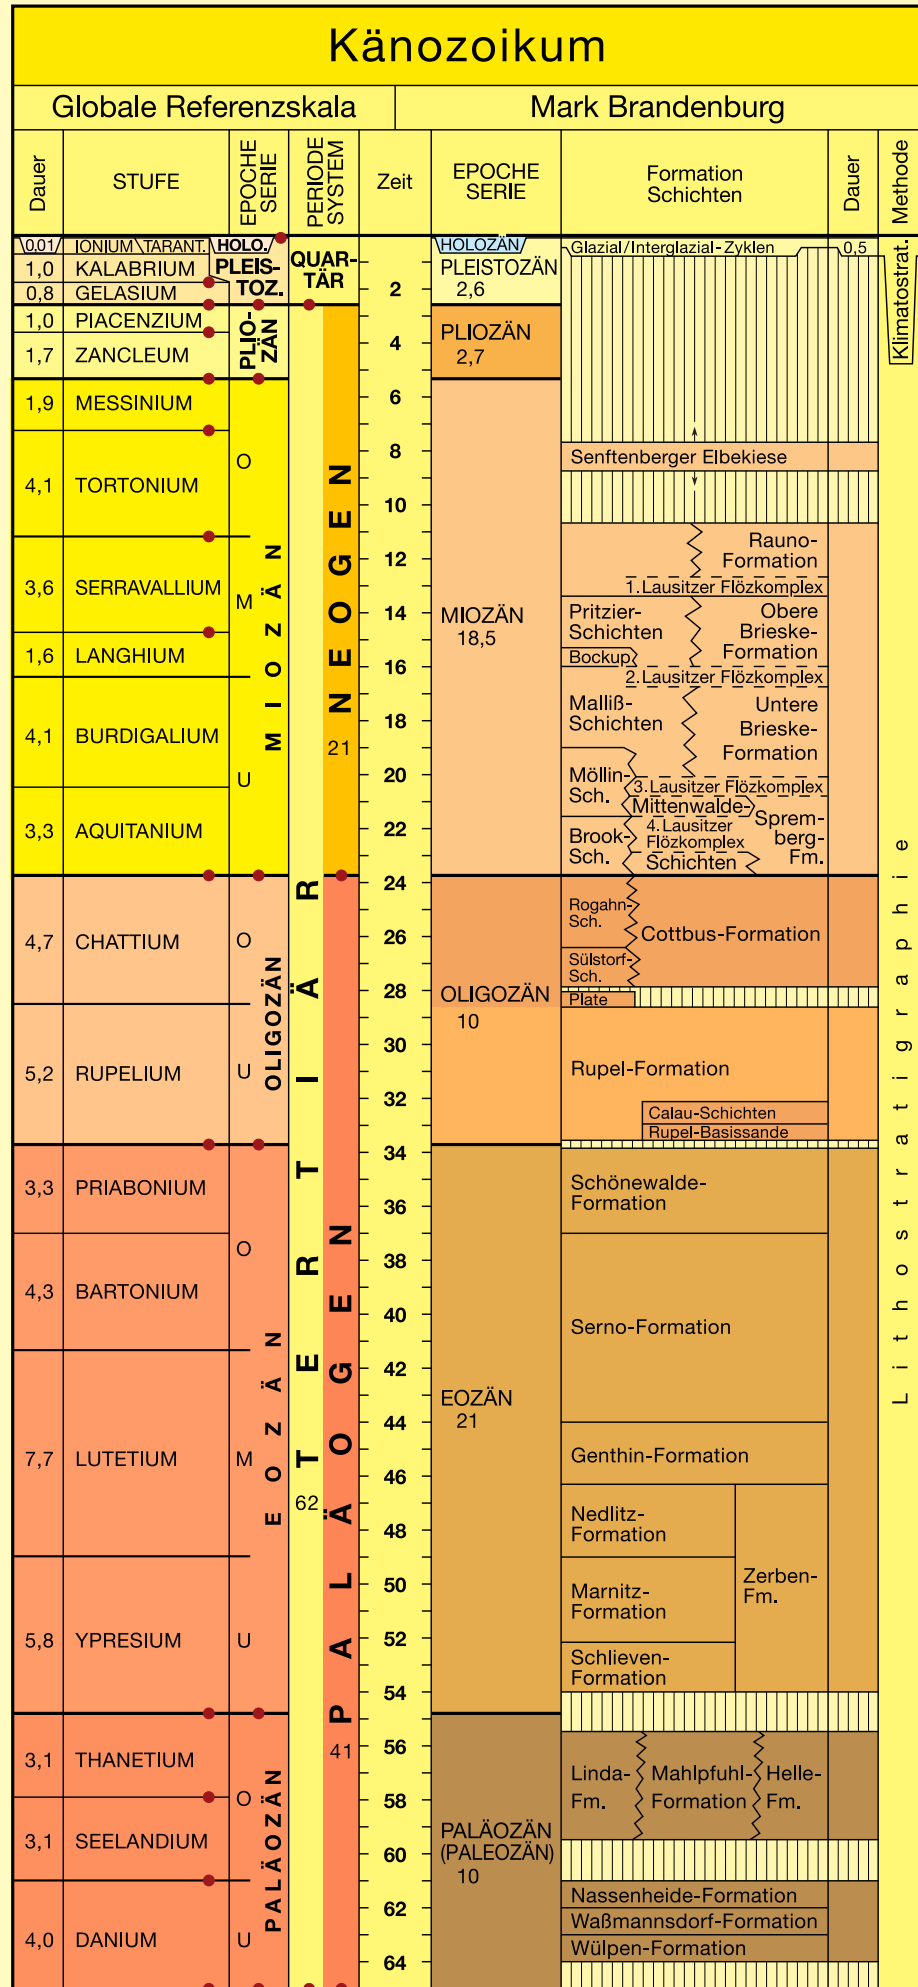 Känozoikum
Globale Referenzskala
Mark Brandenburg
Dauer
STUFE
EPOCHE
SERIE
PERIODE
SYSTEM
Zeit
EPOCHE
SERIE
Formation
Schichten
Dauer
Methode
0,01
IONIUM
TARANT.
1,0
KALABRIUM
0,8
GELASIUM
1,0
PIACENZIUM
1,7
ZANCLEUM
1,9
MESSINIUM
4,1
TORTONIUM
3,6
SERRAVALLIUM
1,6
LANGHIUM
4,1
BURDIGALIUM
3,3
AQUITANIUM
4,7
CHATTIUM
5,2
RUPELIUM
3,3
PRIABONIUM
4,3
BARTONIUM
7,7
LUTETIUM
5,8
YPRESIUM
3,1
THANETIUM
3,1
SEELANDIUM
4,0
DANIUM
HOLO.
PLEIS-
TOZ.
PLIO-
ZÄN
O
M
U
MIOZÄN
O
U
OLIGOZÄN
O
M
U
EOZÄN
O
U
PALÄOZÄN
QUAR-
TÄR
TERTIÄR
62
NEOGEN
21
PALÄOGEN
41
2
4
6
8
10
12
14
16
18
20
22
24
26
28
30
32
34
36
38
40
42
44
46
48
50
52
54
56
58
60
62
64
HOLOZÄN
PLEISTOZÄN
2,6
PLIOZÄN
2,7
MIOZÄN
18,5
OLIGOZÄN
10
EOZÄN
21
PALÄOZÄN
(PALEOZÄN)
10
Glazial/Interglazial-Zyklen
0,5
Senftenberger Elbekiese
Rauno-
Formation
1.Lausitzer Flözkomplex
Pritzier-
Schichten
Obere
Brieske-
Formation
Bockup
2.Lausitzer Flözkomplex
Malliß-
Schichten
Untere
Brieske-
Formation
Möllin-
Sch.
3.Lausitzer Flözkomplex
Mittenwalde-
Schichten
Brook-
Sch.
4.Lausitzer
Flözkomplex
Sprem-
berg-
Fm.
Rogahn-
Sch.
Cottbus-Formation
Sülstorf-
Sch.
Plate
Rupel-Formation
Calau-Schichten
Rupel-Basissande
Schönewalde-
Formation
Serno-Formation
Genthin-Formation
Nedlitz-
Formation
Marnitz-
Formation
Zerben-
Fm.
Schlieven-
Formation
Linda-
Fm.
Mahlpfuhl-
Formation
Helle-
Fm.
Nassenheide-Formation
Waßmannsdorf-Formation
Wülpen-Formation
Klimatostrat.
Lithostratigraphie